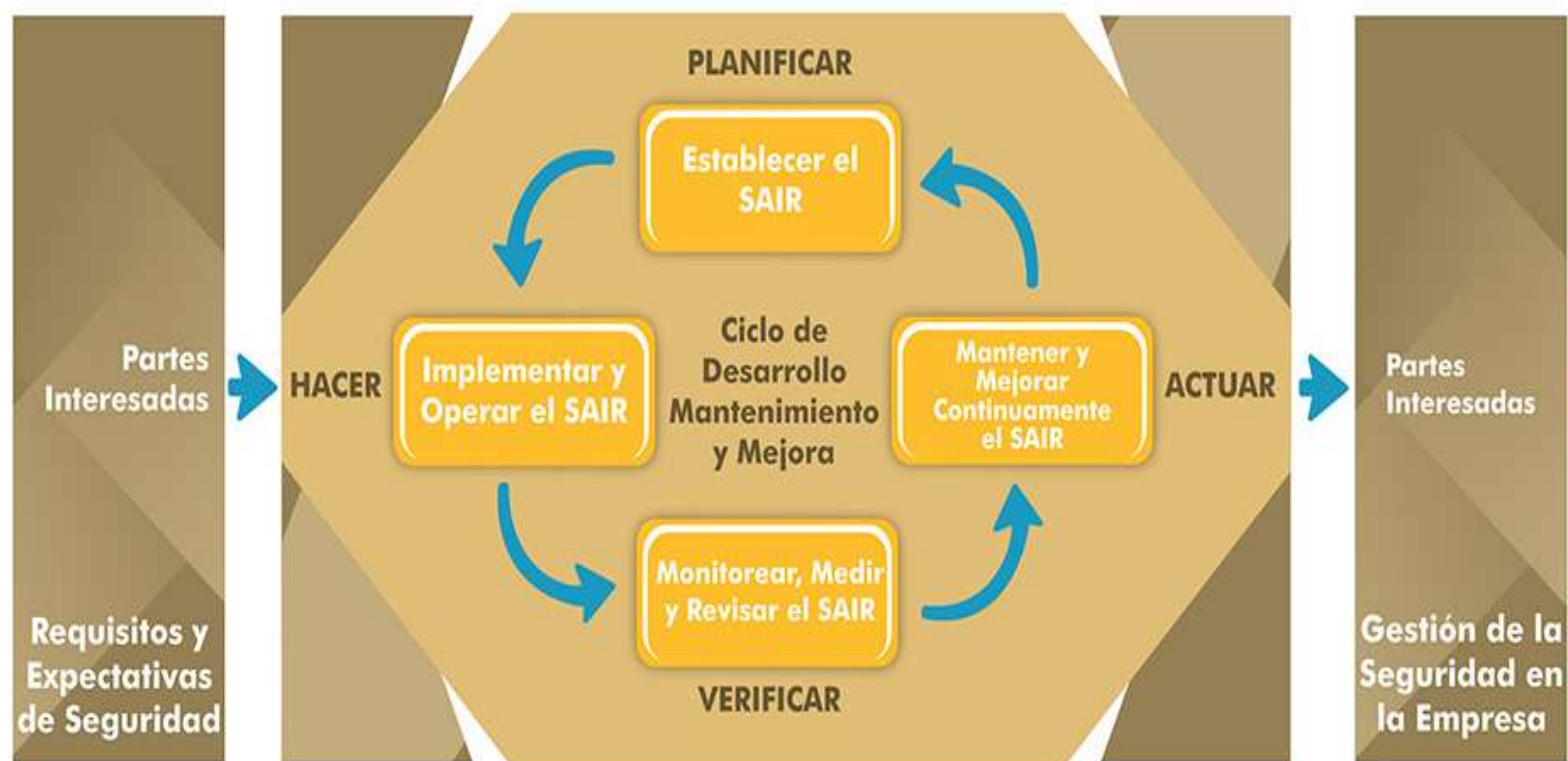 Partes
Interesadas
Requisitos y
Expectativas
de Seguridad
PLANIFICAR
Establecer el
SAIR
HACER
Implementar y
Operar el SAIR
Ciclo de
Desarrollo
Mantenimiento
y Mejora
Mantener y
Mejorar
Continuamente
el SAIR
ACTUAR
Monitorear, Medir
y Revisar el SAIR
VERIFICAR
Partes
Interesadas
Gestión de la
Seguridad en
la Empresa